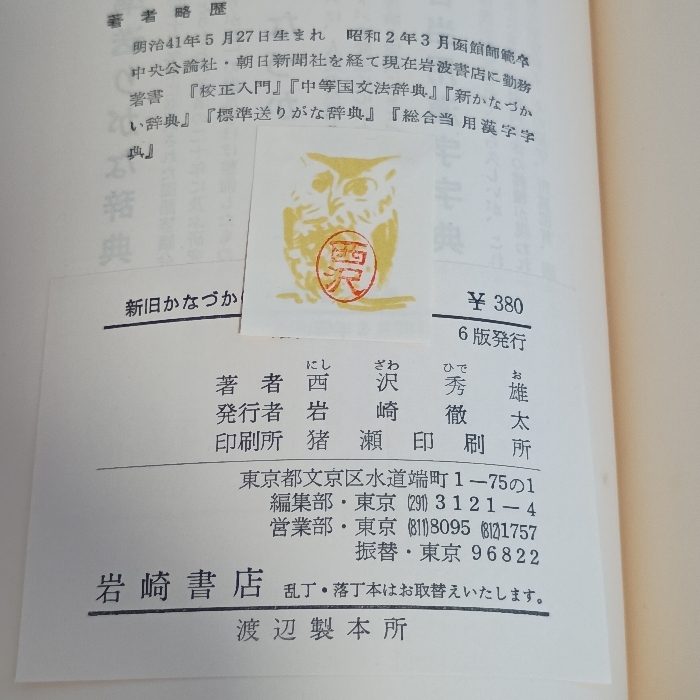 著者略歴
明治41年5月27日生まれ 昭和2年3月函館師範卒
中央公論社・朝日新聞社を経て現在岩波書店に勤務
著書 『校正入門』『中等国文法辞典』『新かなづか
い辞典』『標準送りがな辞典』『総合当用漢字字
典』
西沢
新旧かなづか
¥380
6版発行
著者 西沢秀雄
にし ざわ ひで お
発行者 岩崎徹太
印刷所 猪瀬印刷所
東京都文京区水道端町1−75の1
編集部・東京(291)3121−4
営業部・東京(811)8095(812)1757
振替・東京96822
岩崎書店 乱丁・落丁本はお取替えいたします。
渡辺製本所